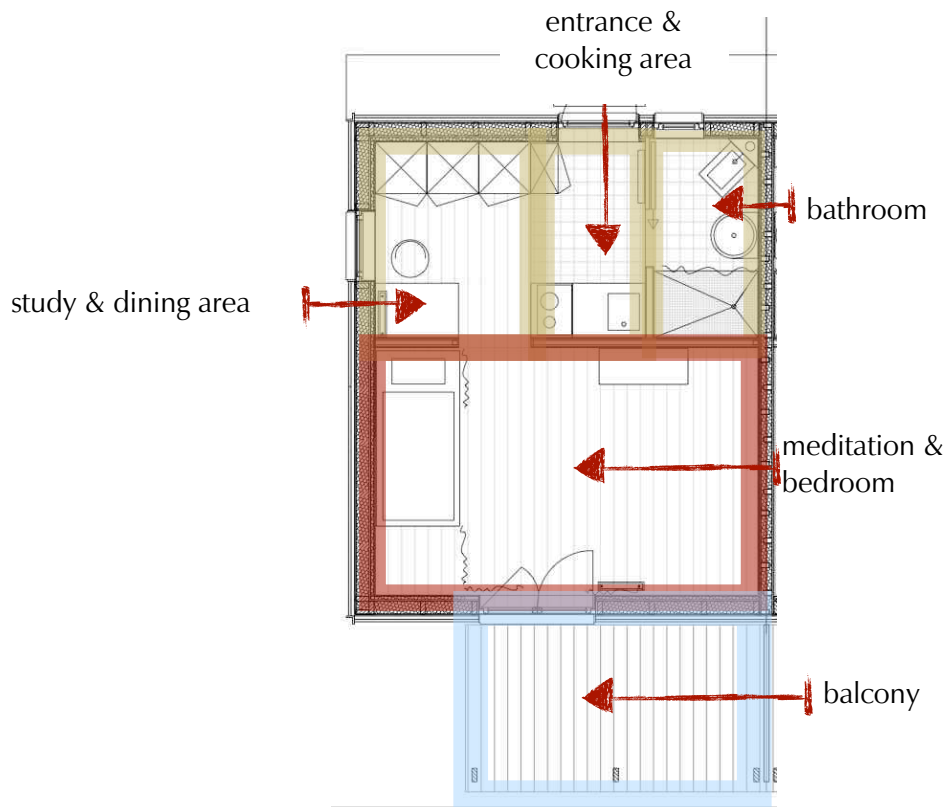 entrance &
cooking area
bathroom
study & dining area
meditation &
bedroom
balcony